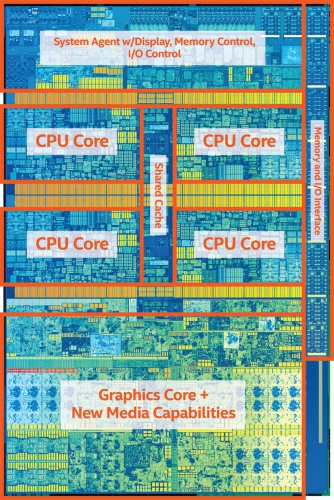 System Agent w/Display, Memory Control,
I/O Control
CPU Core
CPU Core
Shared Cache
Memory and I/O Interface
CPU Core
CPU Core
Graphics Core +
New Media Capabilities